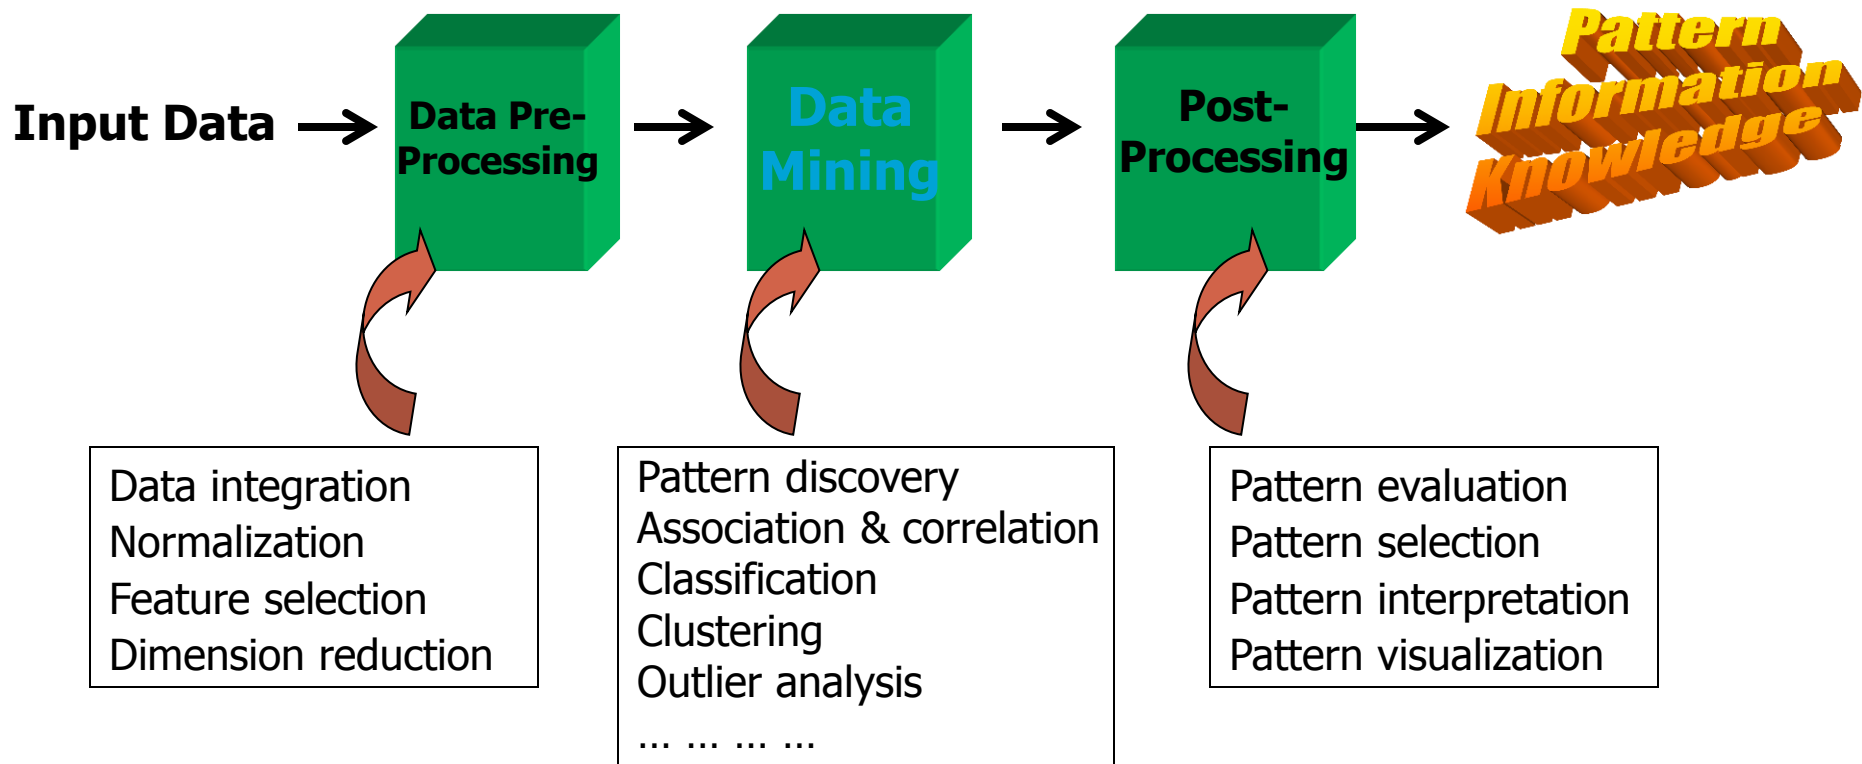 Input Data
Data Pre-
Processing
Data
Mining
Post-
Processing
Pattern
Information
Knowledge
Data integration
Normalization
Feature selection
Dimension reduction
Pattern discovery
Association & correlation
Classification
Clustering
Outlier analysis
... ... ... ...
Pattern evaluation
Pattern selection
Pattern interpretation
Pattern visualization